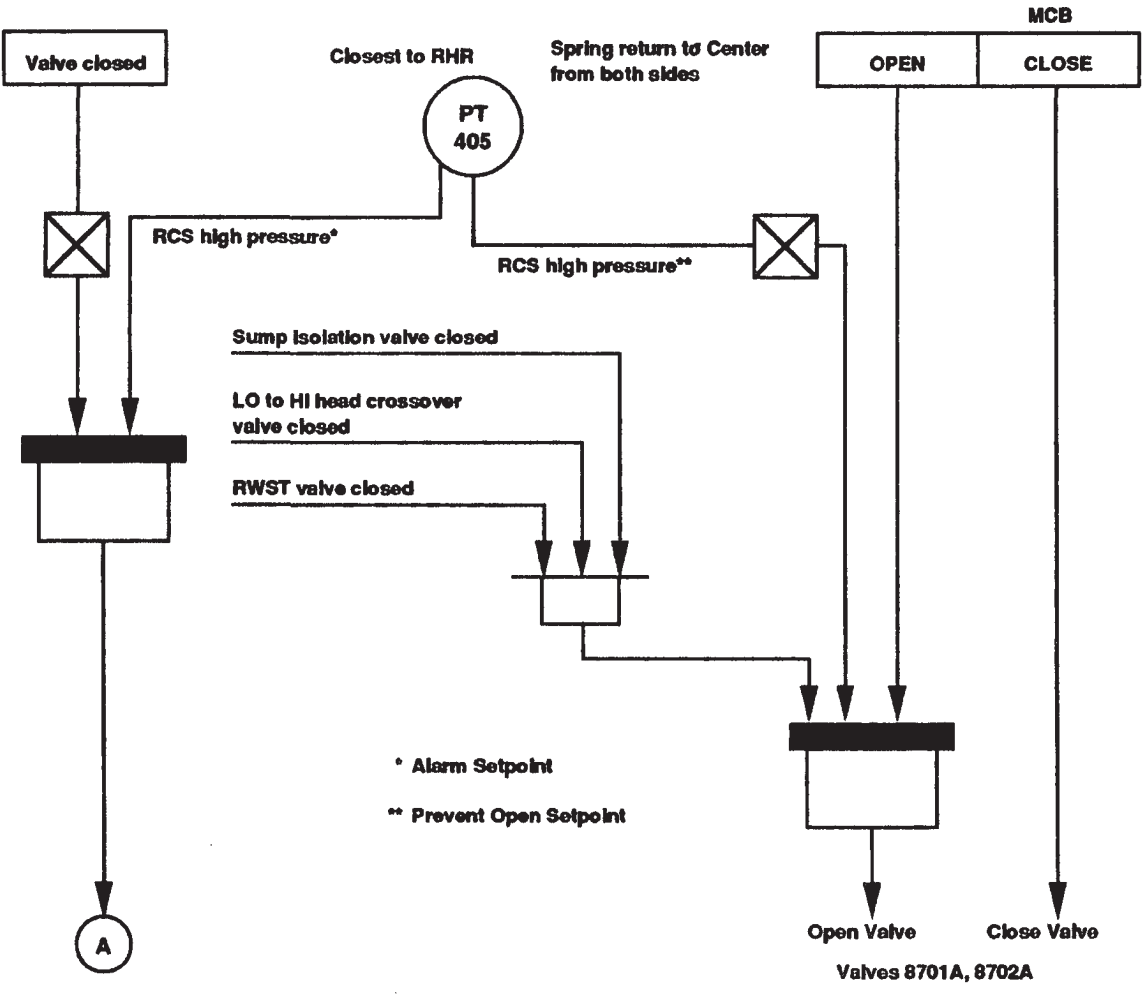 MCB
Valve closed
Closest to RHR
Spring return to Center
from both sides
OPEN
CLOSE
PT
405
RCS high pressure*
RCS high pressure**
Sump Isolation valve closed
LO to HI head crossover
valve closed
RWST valve closed
* Alarm Setpoint
** Prevent Open Setpoint
A
Open Valve
Close Valve
Valves 8701A, 8702A